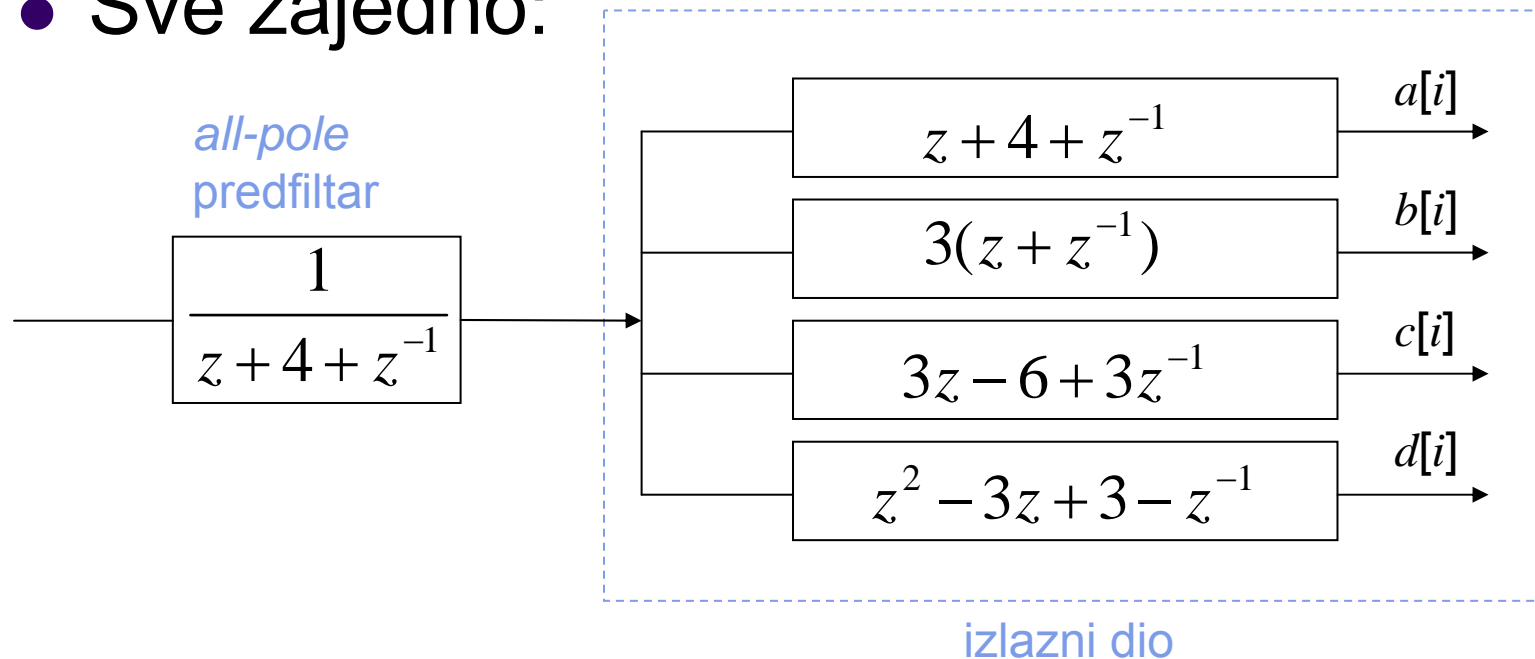 ● Sve zajedno:
all-pole
predfiltar
1
z + 4 + z⁻¹
z + 4 + z⁻¹
a[i]
3(z + z⁻¹)
b[i]
3z − 6 + 3z⁻¹
c[i]
z² − 3z + 3 − z⁻¹
d[i]
izlazni dio